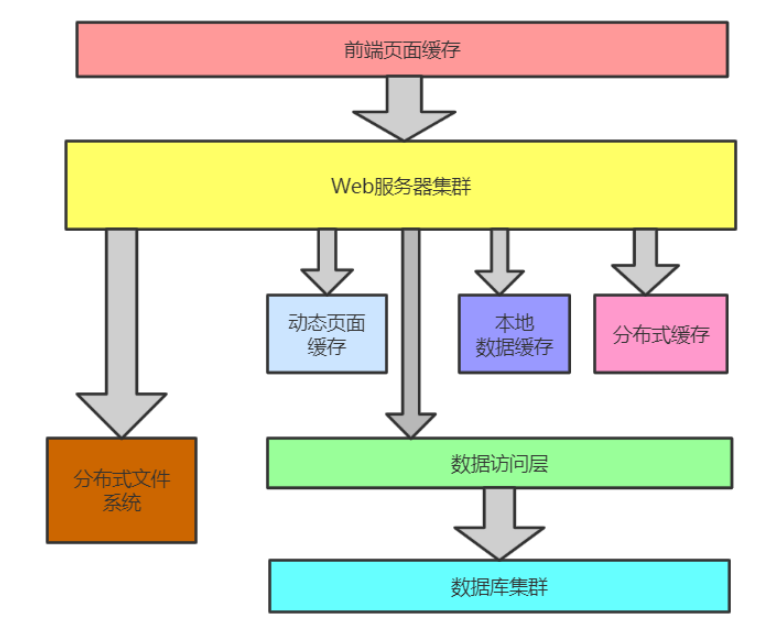 前端页面缓存
Web服务器集群
动态页面
缓存
本地
数据缓存
分布式缓存
分布式文件
系统
数据访问层
数据库集群